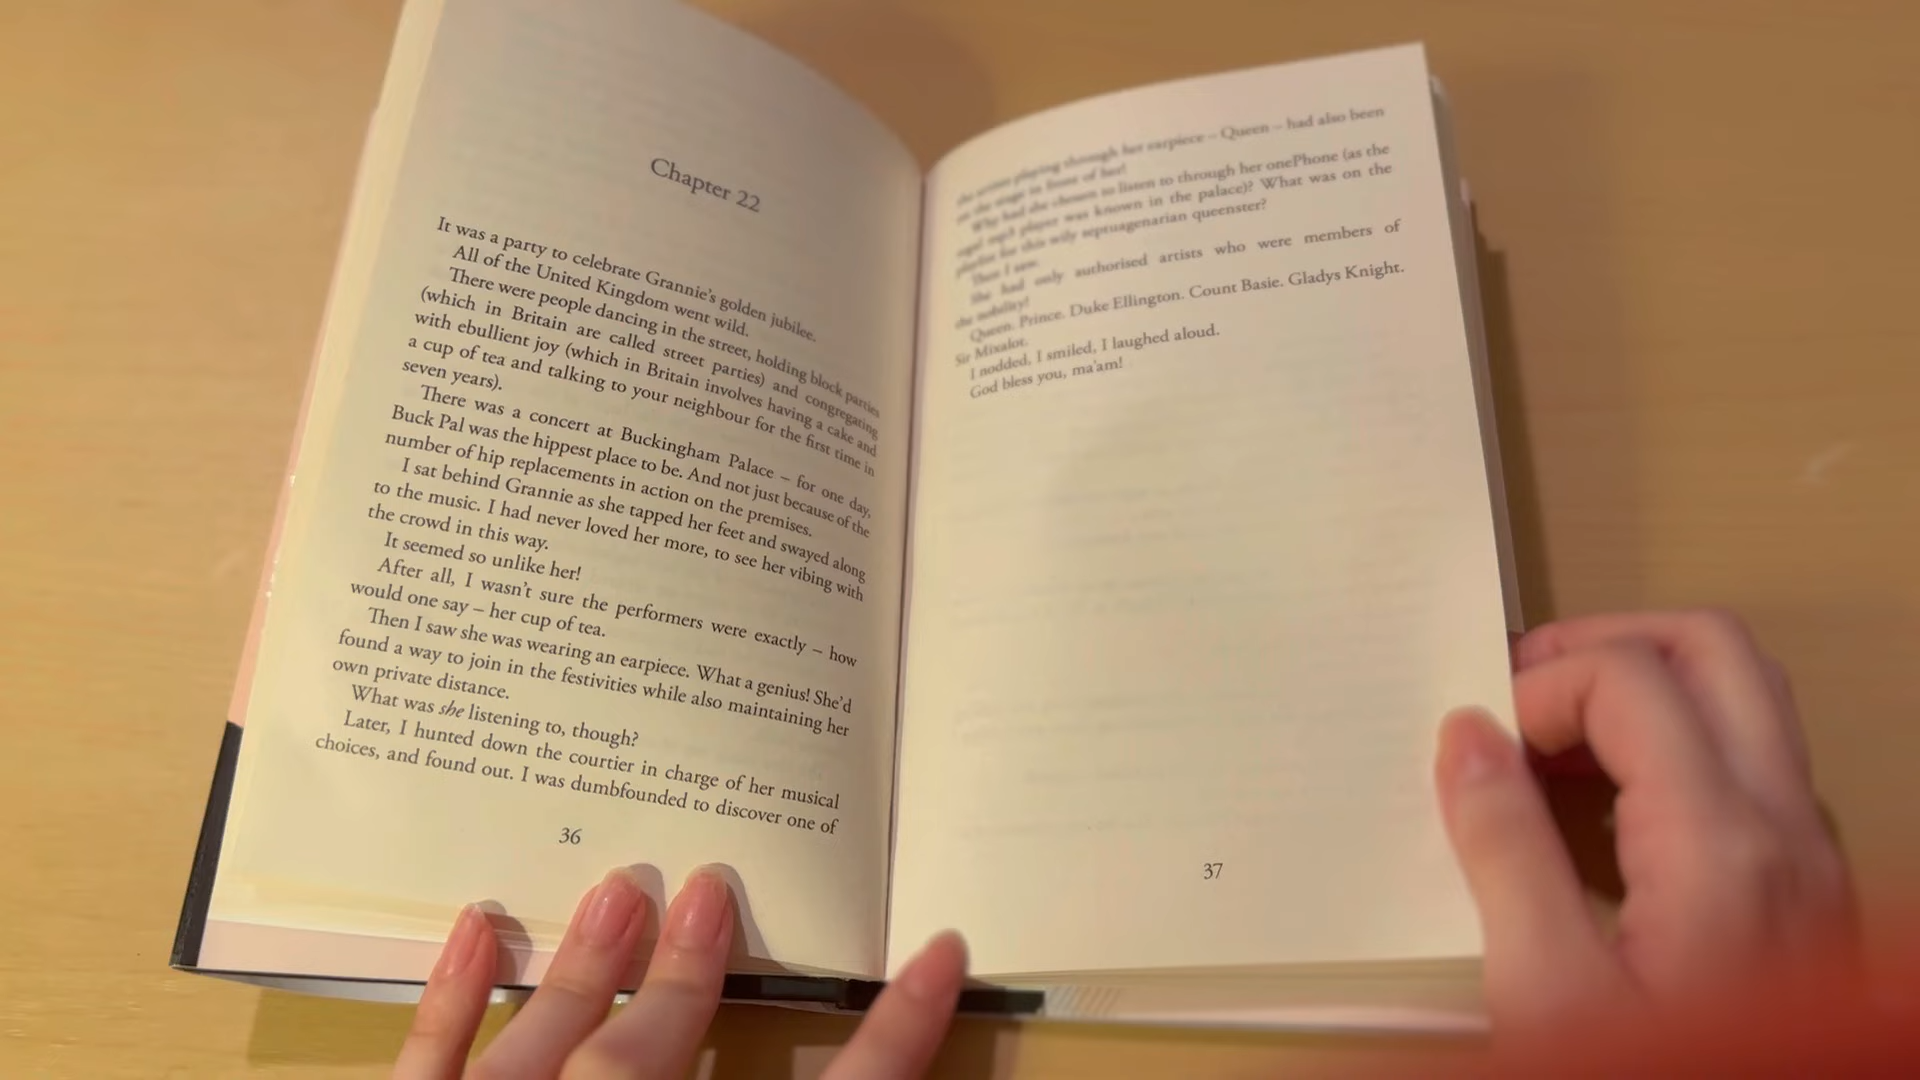 Chapter 22
It was a party to celebrate Grannie's golden jubilee.
All of the United Kingdom went wild.
There were people dancing in the street, holding block parties
(which in Britain are called street parties) and congregating
with ebullient joy (which in Britain involves having a cake and
a cup of tea and talking to your neighbour for the first time in
seven years).
There was a concert at Buckingham Palace – for one day,
Buck Pal was the hippest place to be. And not just because of the
number of hip replacements in action on the premises.
I sat behind Grannie as she tapped her feet and swayed along
to the music. I had never loved her more, to see her vibing with
the crowd in this way.
It seemed so unlike her!
After all, I wasn't sure the performers were exactly – how
would one say – her cup of tea.
Then I saw she was wearing an earpiece. What a genius! She'd
found a way to join in the festivities while also maintaining her
own private distance.
What was she listening to, though?
Later, I hunted down the courtier in charge of her musical
choices, and found out. I was dumbfounded to discover one of
36
the artists playing through her earpiece – Queen – had also been
on the stage in front of her!
Why had she chosen to listen to through her onePhone (as the
regal mp3 player was known in the palace)? What was on the
playlist for this wily septuagenarian queenster?
Then I saw.
She had only authorised artists who were members of
the nobility!
Queen. Prince. Duke Ellington. Count Basie. Gladys Knight.
Sir Mixalot.
I nodded, I smiled, I laughed aloud.
God bless you, ma'am!
37